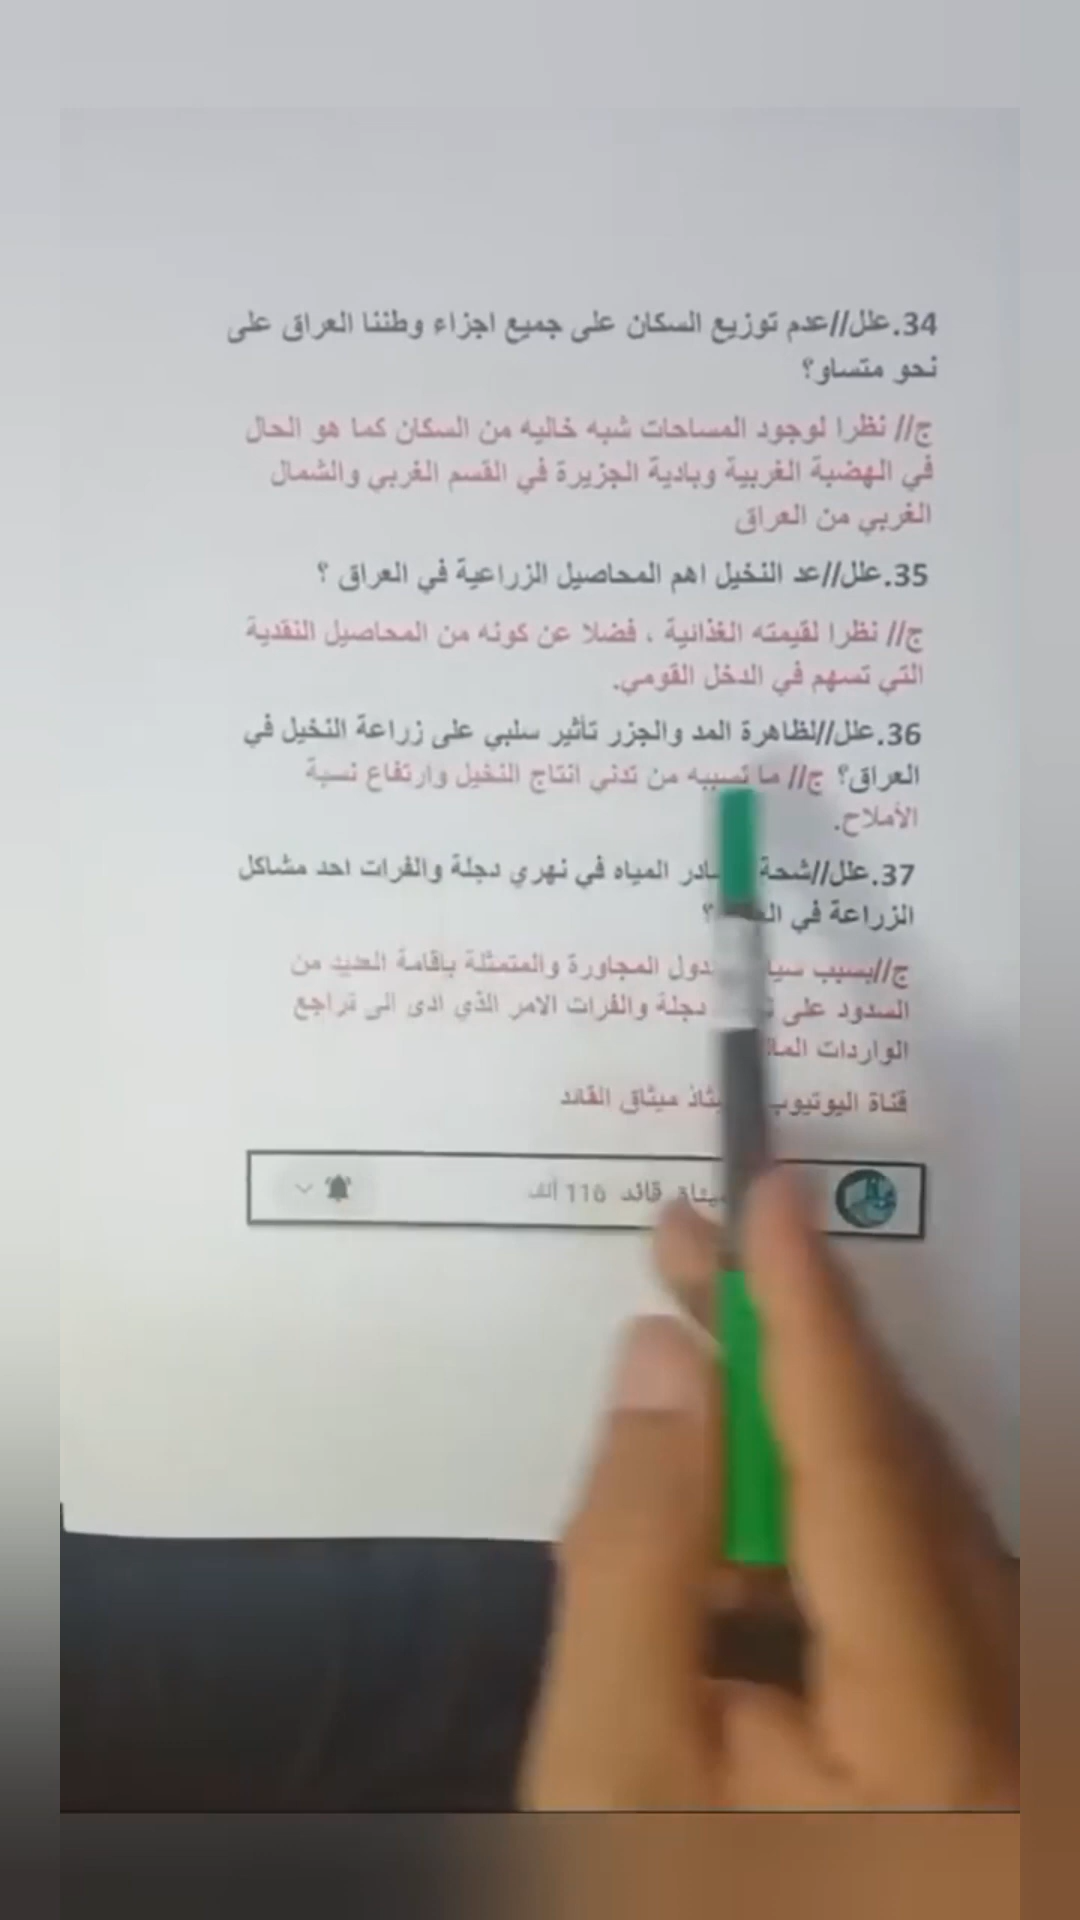 34.علل//عدم توزيع السكان على جميع اجزاء وطننا العراق على
نحو متساو؟
ج// نظرا لوجود المساحات شبه خاليه من السكان كما هو الحال
في الهضبة الغربية وبادية الجزيرة في القسم الغربي والشمال
الغربي من العراق
35.علل//عد النخيل اهم المحاصيل الزراعية في العراق ؟
ج// نظرا لقيمته الغذائية ، فضلا عن كونه من المحاصيل النقدية
التي تسهم في الدخل القومي.
36.علل//لظاهرة المد والجزر تأثير سلبي على زراعة النخيل في
العراق؟ ج// ما تسببه من تدني انتاج النخيل وارتفاع نسبة
الأملاح.
37.علل//شحة المياه في نهري دجلة والفرات احد مشاكل
الزراعة في
ج//بسبب المجاورة والمتمثلة باقامة العديد من
السدود على دجلة والفرات الامر الذي ادى الى تراجع
الواردات
قناة اليوتيوب ميثاق القائد
ميثاق قائد 116 ألف